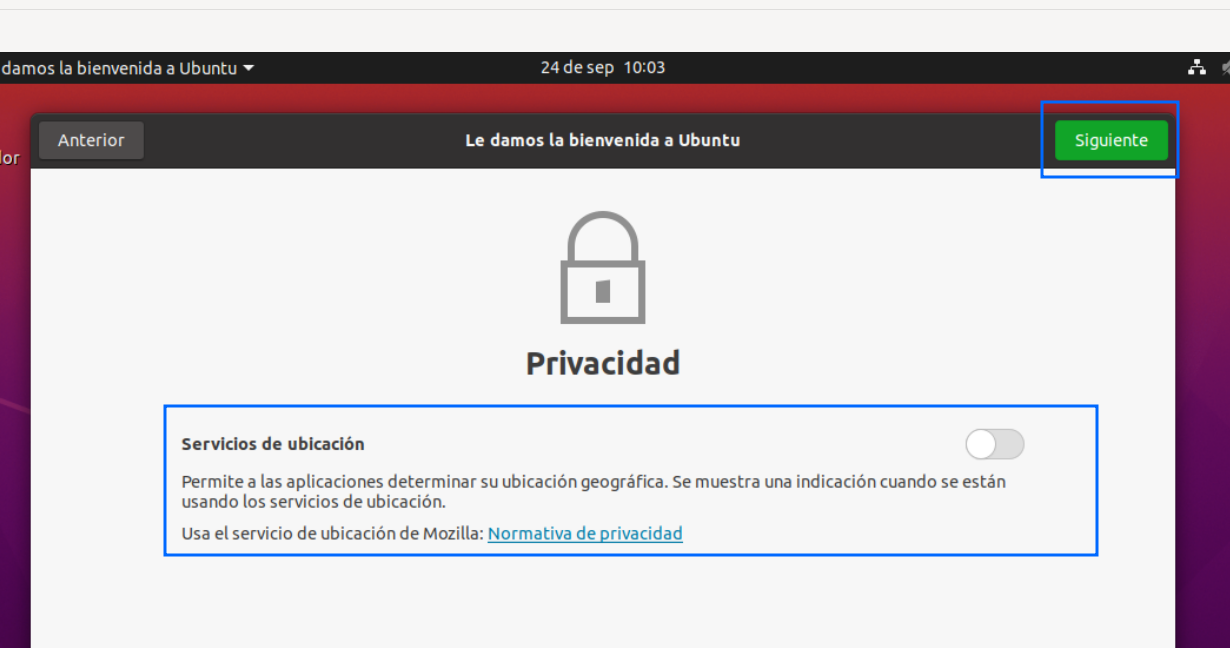 damos la bienvenida a Ubuntu
24 de sep 10:03
Anterior
Le damos la bienvenida a Ubuntu
Siguiente
Privacidad
Servicios de ubicación
Permite a las aplicaciones determinar su ubicación geográfica. Se muestra una indicación cuando se están
usando los servicios de ubicación.
Usa el servicio de ubicación de Mozilla: Normativa de privacidad